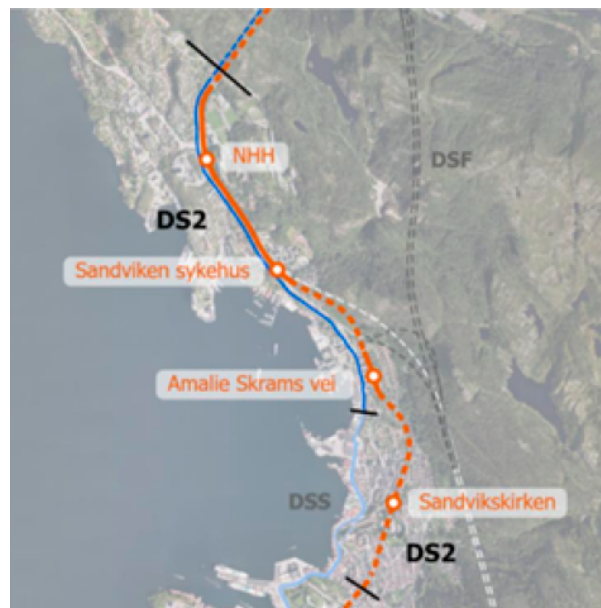 NHH
DSF
DS2
Sandviken sykehus
Amalie Skrams vei
DSS
Sandvikskirken
DS2